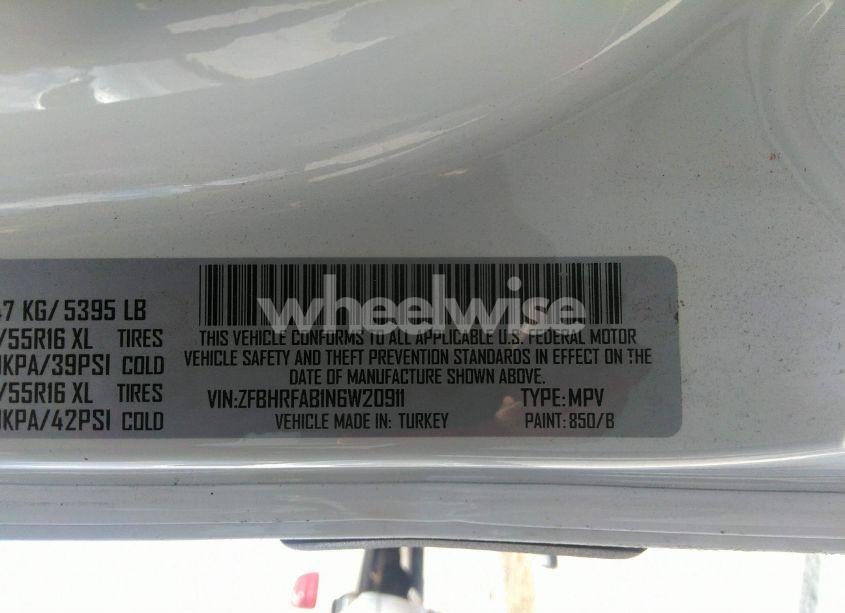 47 KG/ 5395 LB
/55R16 XL TIRES
0KPA/39PSI COLD
/55R16 XL TIRES
0KPA/42PSI COLD
wheelwise
THIS VEHICLE CONFORMS TO ALL APPLICABLE U.S. FEDERAL MOTOR
VEHICLE SAFETY AND THEFT PREVENTION STANDARDS IN EFFECT ON THE
DATE OF MANUFACTURE SHOWN ABOVE.
VIN:ZFBHRFAB1N6W20911 TYPE: MPV
VEHICLE MADE IN: TURKEY PAINT: 850/B